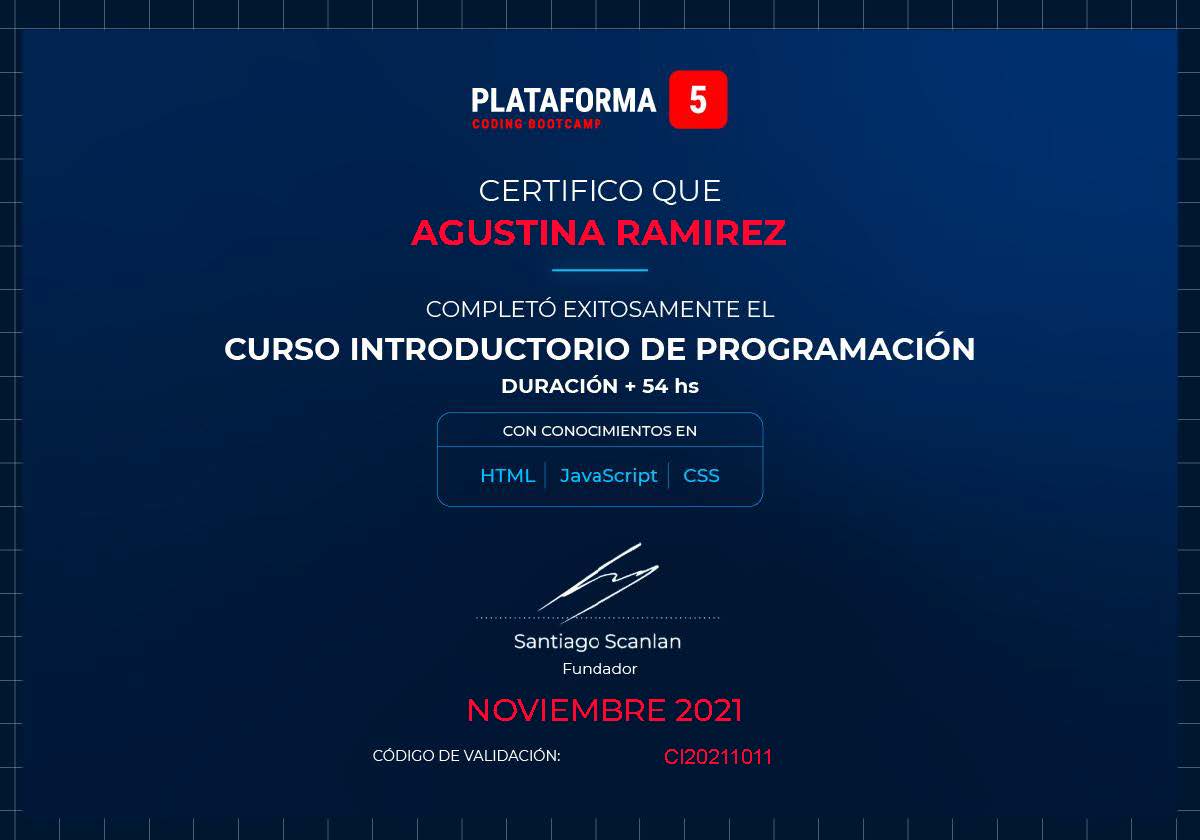 PLATAFORMA 5
CODING BOOTCAMP
CERTIFICO QUE
AGUSTINA RAMIREZ
COMPLETÓ EXITOSAMENTE EL
CURSO INTRODUCTORIO DE PROGRAMACIÓN
DURACIÓN + 54 hs
CON CONOCIMIENTOS EN
HTML JavaScript CSS
Santiago Scanlan
Fundador
NOVIEMBRE 2021
CÓDIGO DE VALIDACIÓN: CI20211011